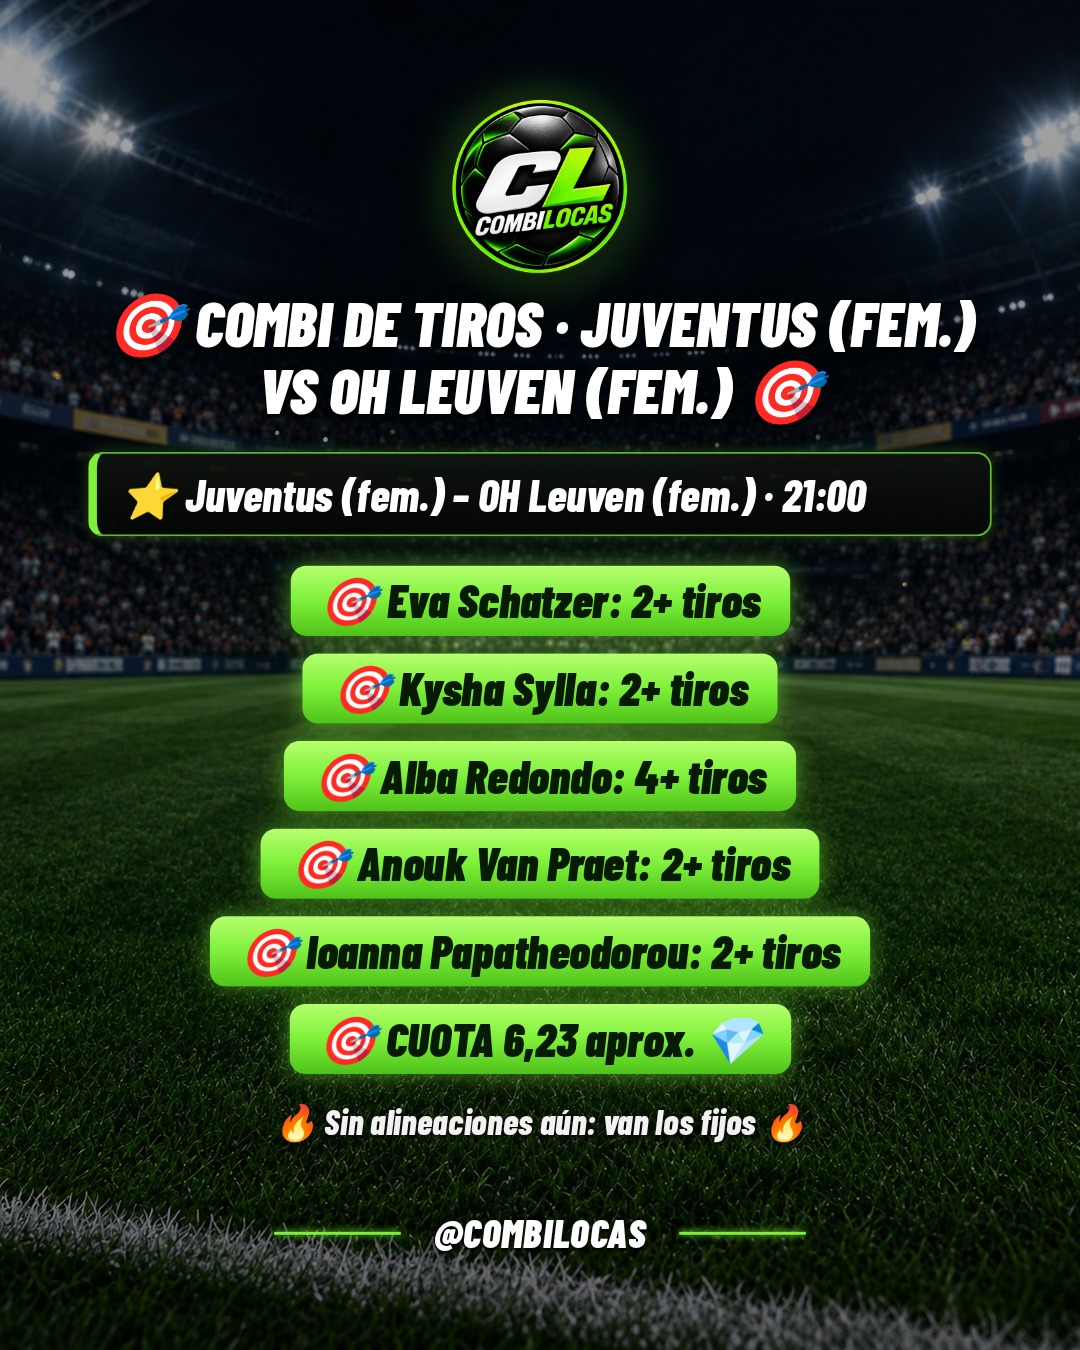 CL
COMBILOCAS
🎯 COMBI DE TIROS · JUVENTUS (FEM.)
VS OH LEUVEN (FEM.) 🎯
⭐ Juventus (fem.) – OH Leuven (fem.) · 21:00
🎯 Eva Schatzer: 2+ tiros
🎯 Kysha Sylla: 2+ tiros
🎯 Alba Redondo: 4+ tiros
🎯 Anouk Van Praet: 2+ tiros
🎯 Ioanna Papatheodorou: 2+ tiros
🎯 CUOTA 6,23 aprox. 💎
🔥 Sin alineaciones aún: van los fijos 🔥
@COMBILOCAS